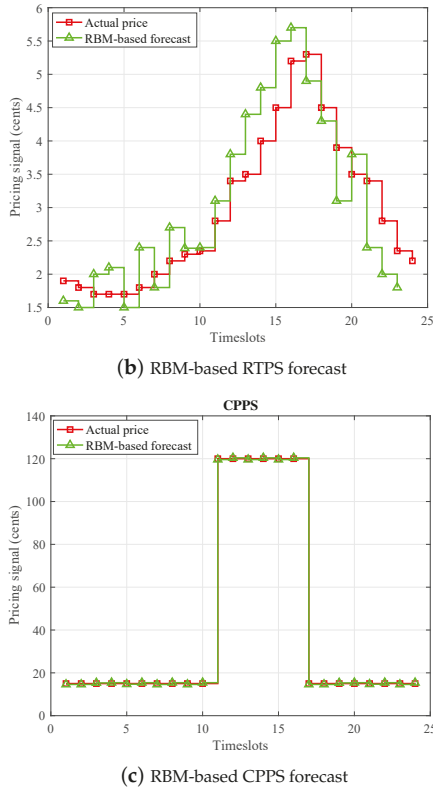 6
5.5
5
4.5
4
3.5
3
2.5
2
1.5
Pricing signal (cents)
Actual price
RBM-based forecast
0 5 10 15 20 25
Timeslots
(b) RBM-based RTPS forecast
CPPS
140
120
100
80
60
40
20
0
Pricing signal (cents)
Actual price
RBM-based forecast
0 5 10 15 20 25
Timeslots
(c) RBM-based CPPS forecast